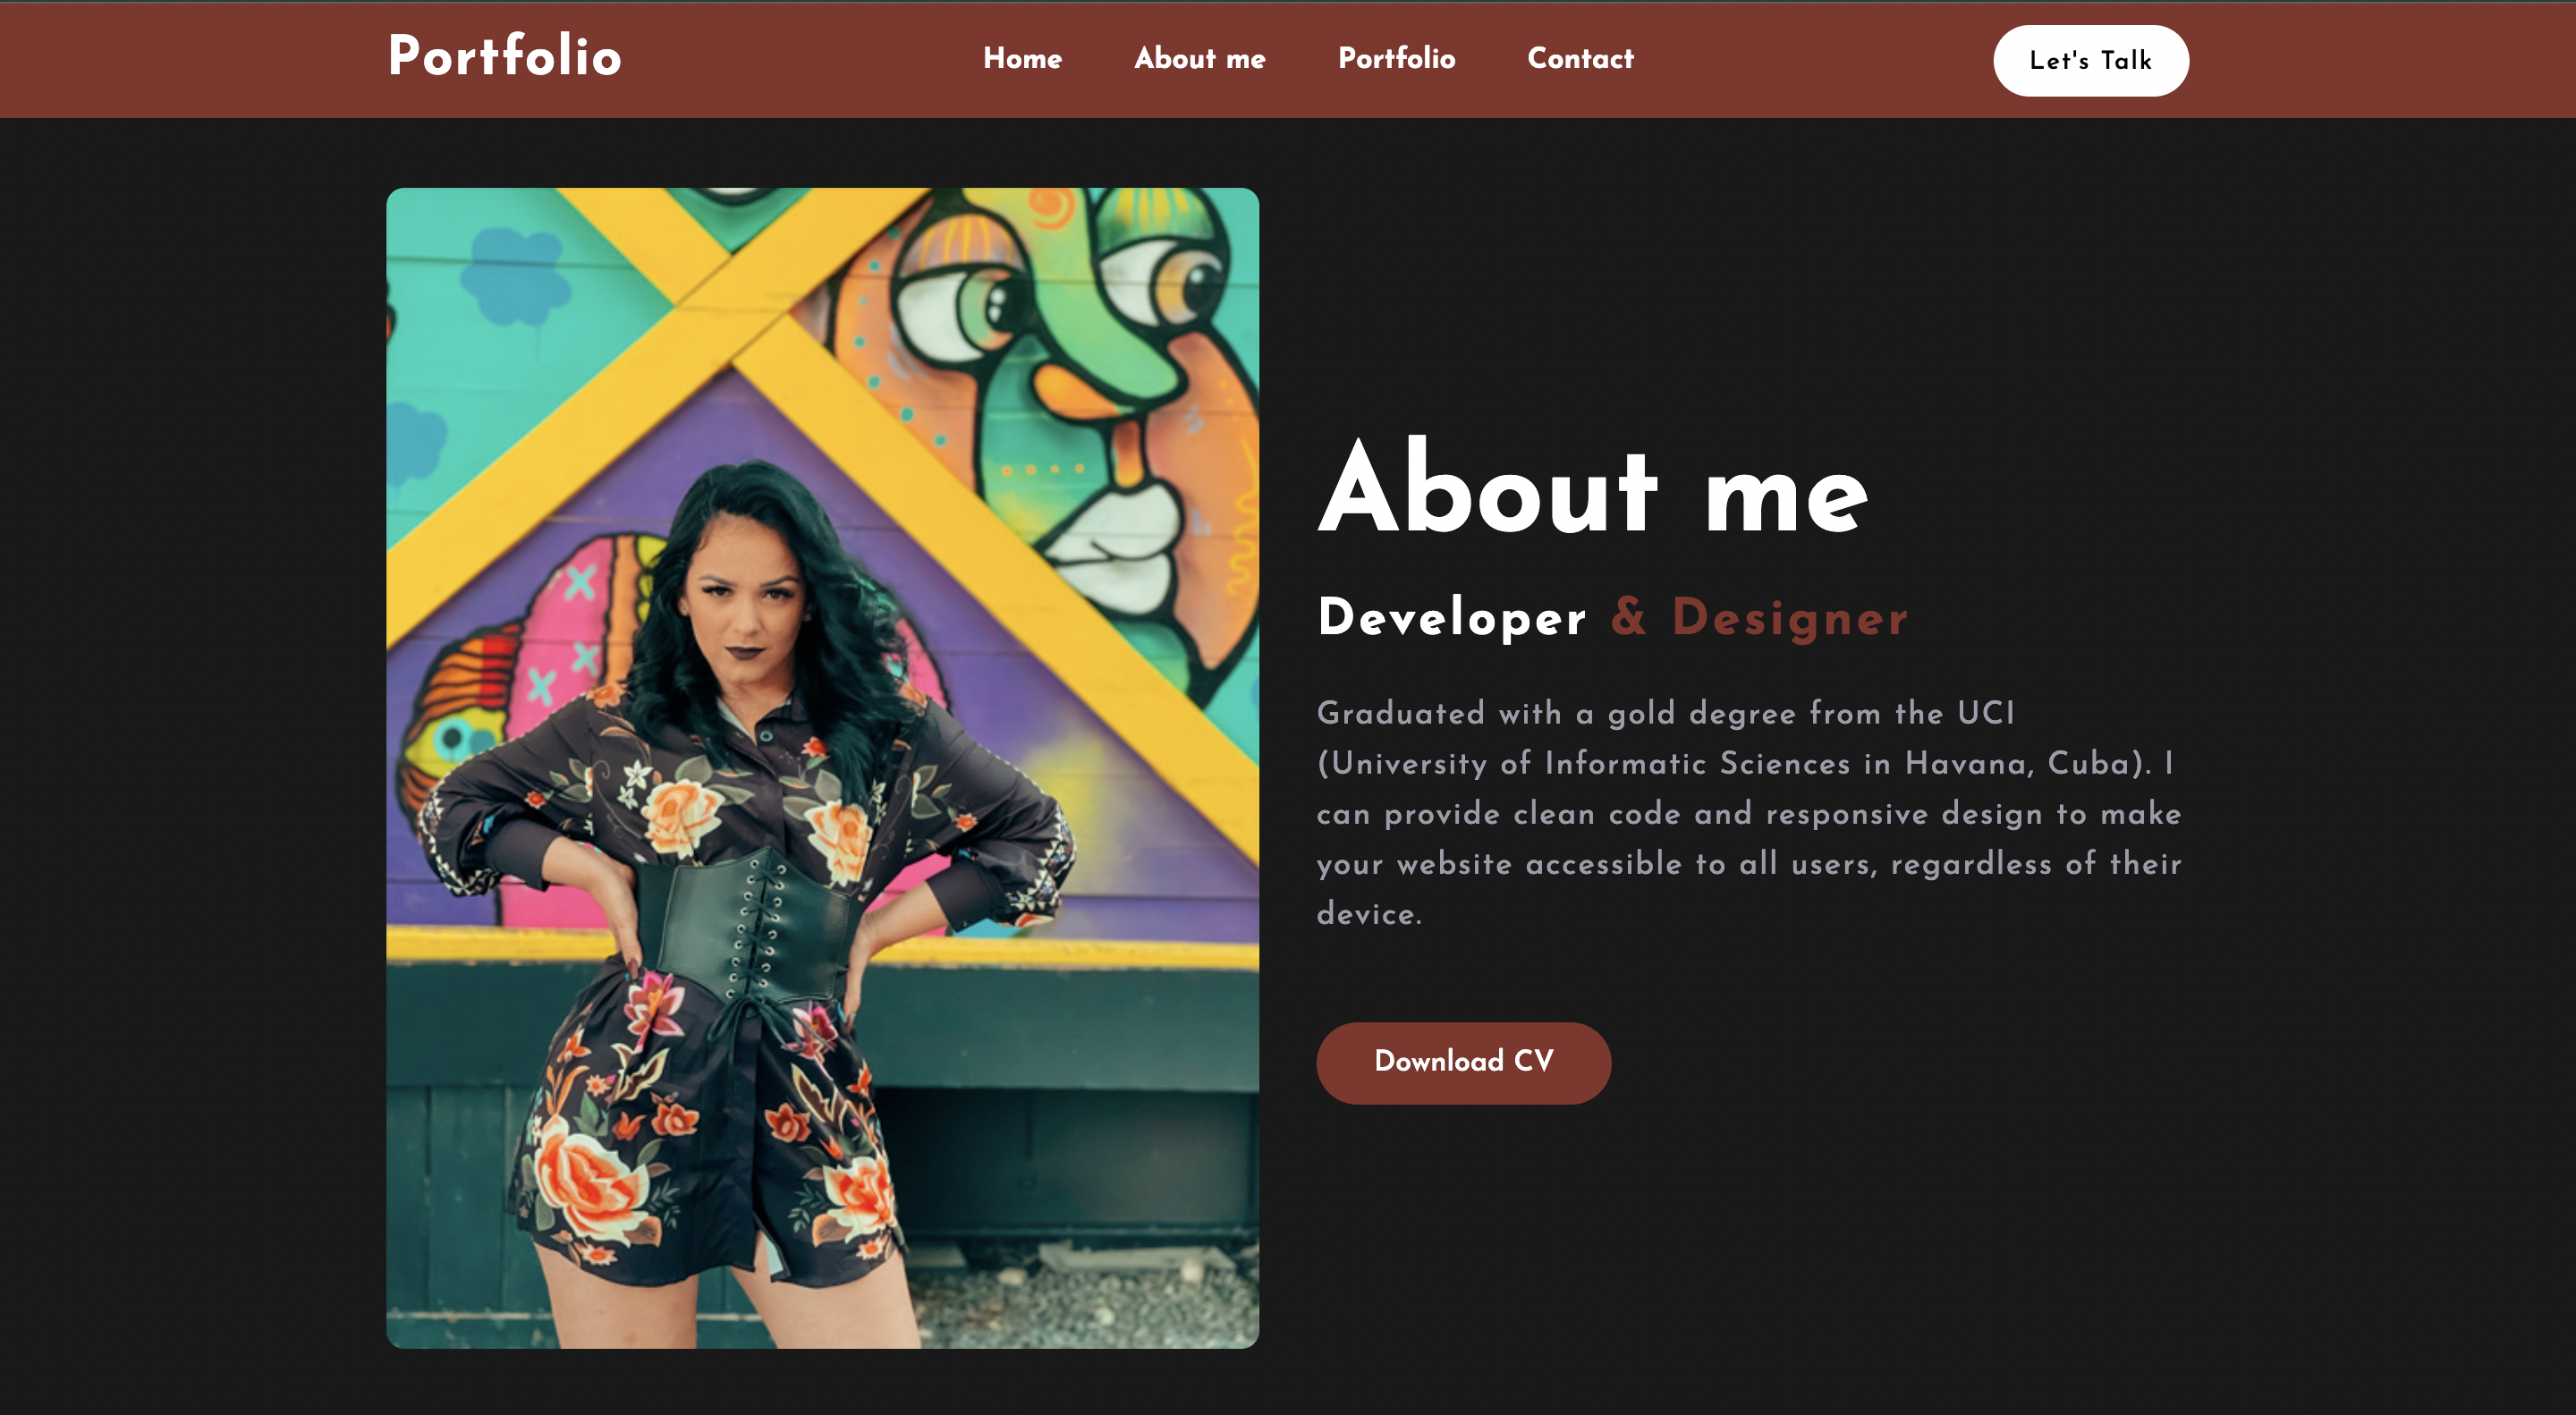 Portfolio
Home
About me
Portfolio
Contact
Let's Talk
About me
Developer & Designer
Graduated with a gold degree from the UCI
(University of Informatic Sciences in Havana, Cuba). I
can provide clean code and responsive design to make
your website accessible to all users, regardless of their
device.
Download CV